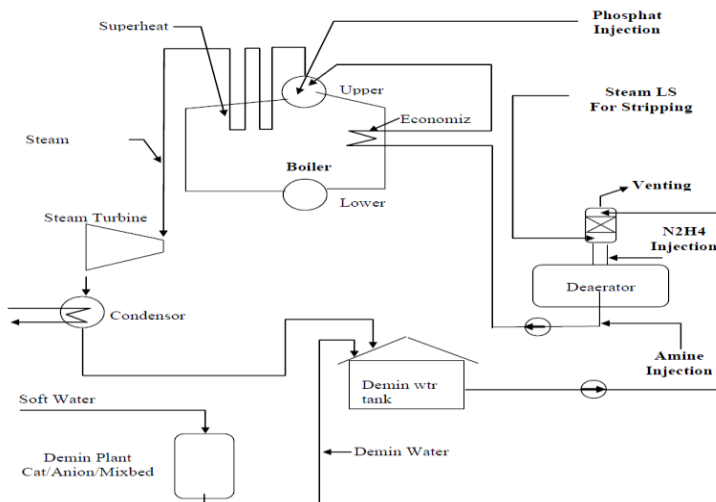 Superheat
Phosphat
Injection
Upper
Steam LS
For Stripping
Economiz
Steam
Boiler
Lower
Venting
Steam Turbine
N2H4
Injection
Deaerator
Condensor
Amine
Injection
Demin wtr
tank
Soft Water
Demin Plant
Cat/Anion/Mixbed
Demin Water